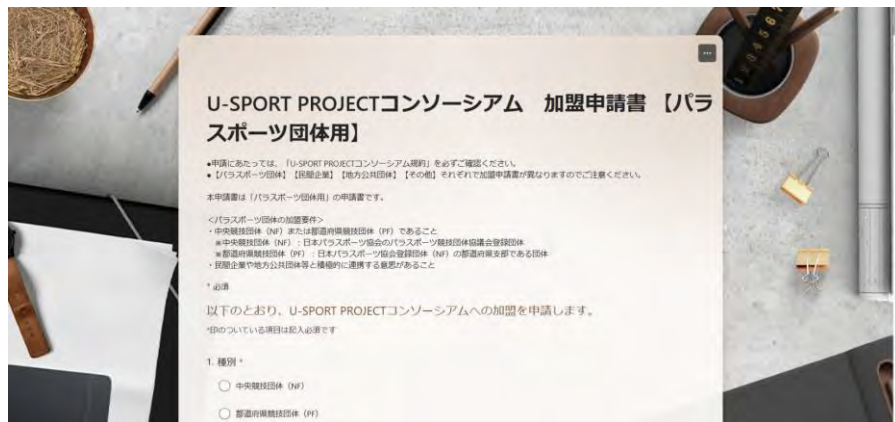 U-SPORT PROJECTコンソーシアム　加盟申請書 【パラ
スポーツ団体用】
●申請にあたっては、「U-SPORT PROJECTコンソーシアム規約」を必ずご確認ください。
●【パラスポーツ団体】【民間企業】【地方公共団体】【その他】それぞれで加盟申請書が異なりますのでご注意ください。
本申請書は「パラスポーツ団体用」の申請書です。
<パラスポーツ団体の加盟要件>
・中央競技団体（NF）または都道府県競技団体（PF）であること
※中央競技団体（NF）：日本パラスポーツ協会のパラスポーツ競技団体協議会登録団体
※都道府県競技団体（PF）：日本パラスポーツ協会登録団体（NF）の都道府県支部である団体
・民間企業や地方公共団体等と積極的に連携する意思があること
* 必須
以下のとおり、U-SPORT PROJECTコンソーシアムへの加盟を申請します。
*印のついている項目は記入必須です
1. 種別 *
中央競技団体（NF）
都道府県競技団体（PF）